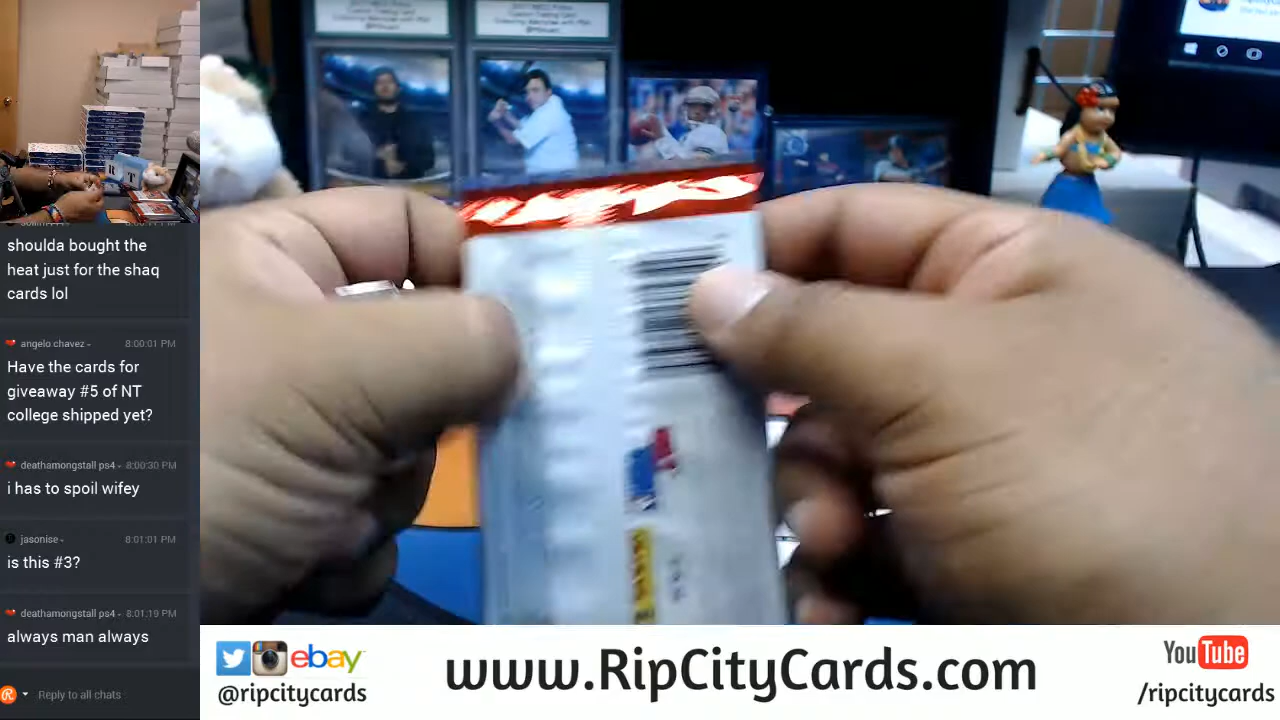 shoulda bought the
heat just for the shaq
cards lol
angelo chavez - 8:00:01 PM
Have the cards for
giveaway #5 of NT
college shipped yet?
deathamongstall ps4 - 8:00:30 PM
i has to spoil wifey
jasonise - 8:01:01 PM
is this #3?
deathamongstall ps4 - 8:01:19 PM
always man always
Reply to all chats
ebay
@ripcitycards
www.RipCityCards.com
YouTube
/ripcitycards
R T